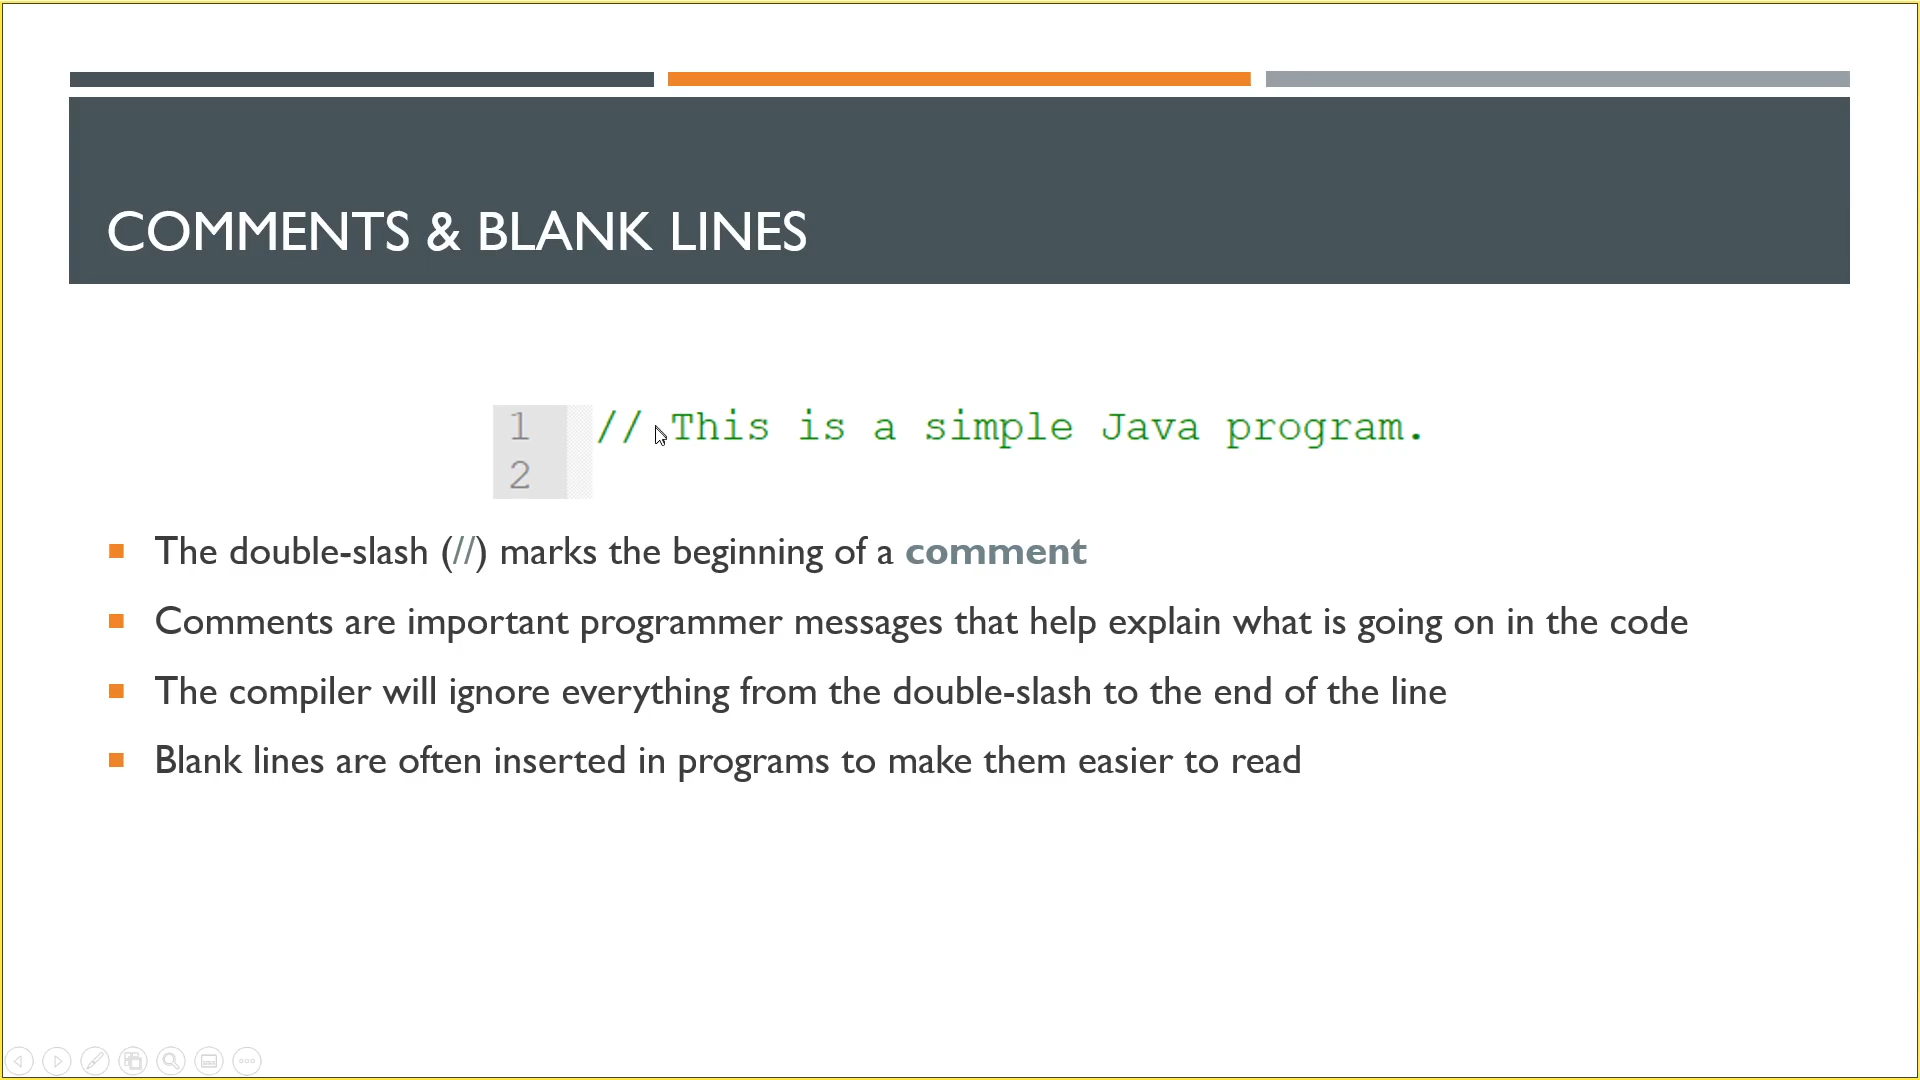 COMMENTS & BLANK LINES
1 // This is a simple Java program.
2
The double-slash (//) marks the beginning of a comment
Comments are important programmer messages that help explain what is going on in the code
The compiler will ignore everything from the double-slash to the end of the line
Blank lines are often inserted in programs to make them easier to read